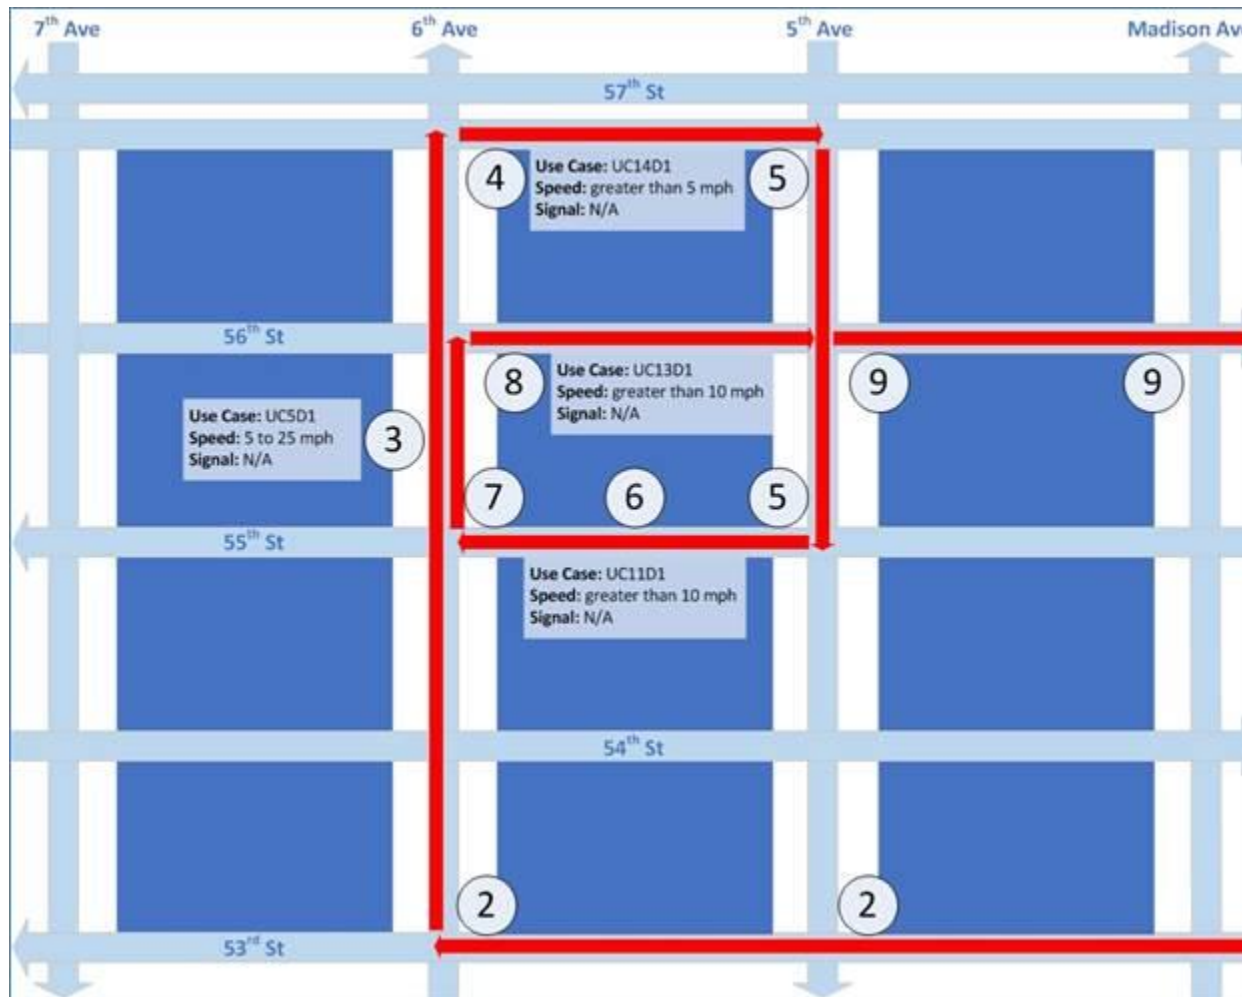 7th Ave
6th Ave
5th Ave
Madison Ave
57th St
4
Use Case: UC14D1
Speed: greater than 5 mph
Signal: N/A
5
56th St
8
Use Case: UC13D1
Speed: greater than 10 mph
Signal: N/A
9
9
Use Case: UC5D1
Speed: 5 to 25 mph
Signal: N/A
3
7
6
5
55th St
Use Case: UC11D1
Speed: greater than 10 mph
Signal: N/A
54th St
2
2
53rd St